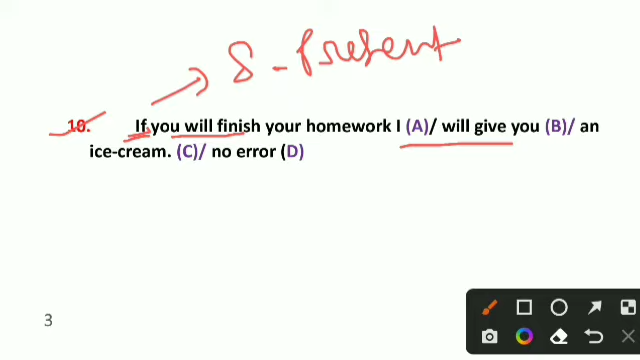 S-Present
10. If you will finish your homework I (A)/ will give you (B)/ an
ice-cream. (C)/ no error (D)
3